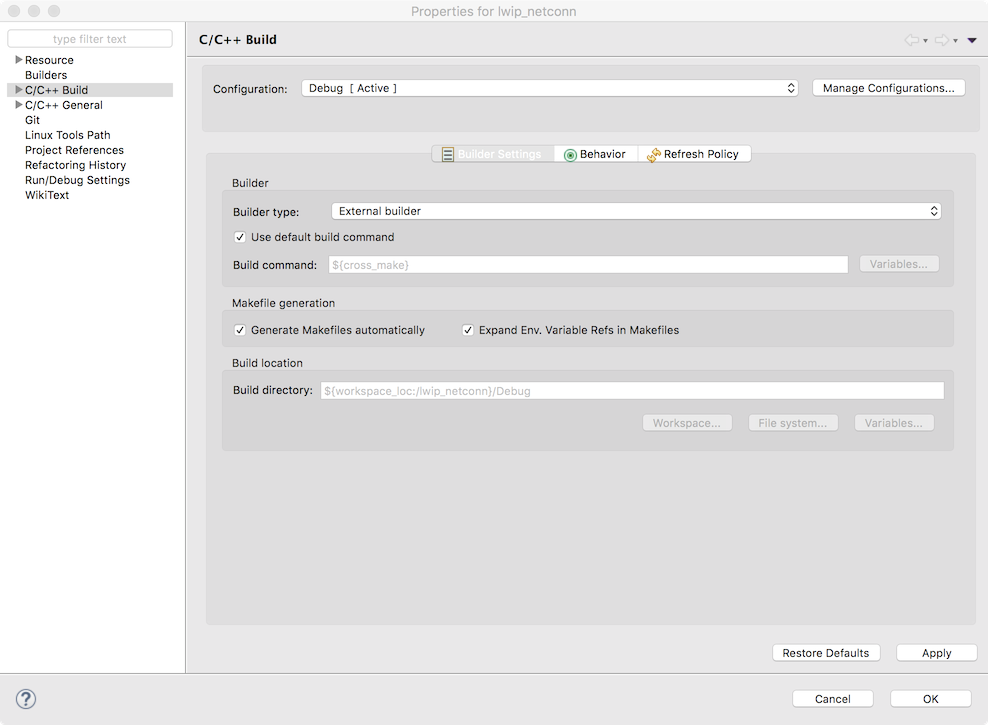 Properties for lwip_netconn
type filter text
Resource
Builders
C/C++ Build
C/C++ General
Git
Linux Tools Path
Project References
Refactoring History
Run/Debug Settings
WikiText
C/C++ Build
Configuration: Debug [ Active ] Manage Configurations...
Builder Settings Behavior Refresh Policy
Builder
Builder type: External builder
Use default build command
Build command: ${cross_make} Variables...
Makefile generation
Generate Makefiles automatically Expand Env. Variable Refs in Makefiles
Build location
Build directory: ${workspace_loc:/lwip_netconn}/Debug
Workspace... File system... Variables...
Restore Defaults Apply
? Cancel OK